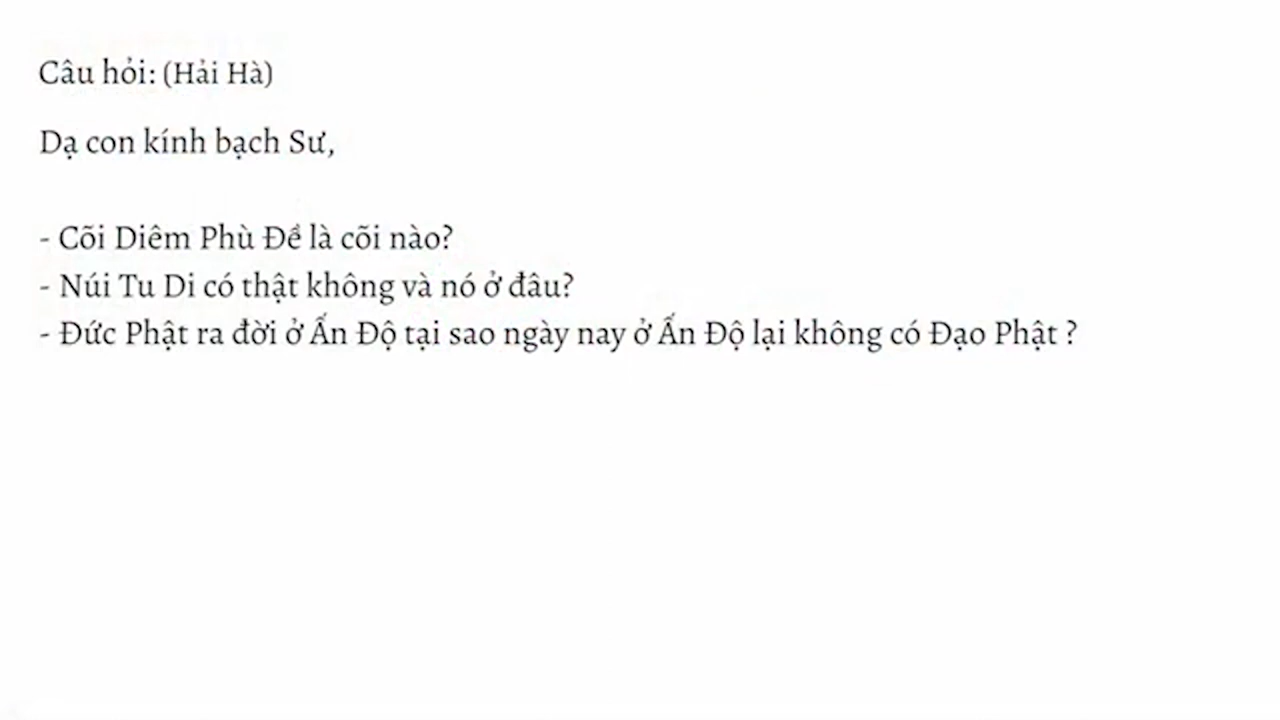 Câu hỏi: (Hải Hà)
Dạ con kính bạch Sư,
- Cõi Diêm Phù Đề là cõi nào?
- Núi Tu Di có thật không và nó ở đâu?
- Đức Phật ra đời ở Ấn Độ tại sao ngày nay ở Ấn Độ lại không có Đạo Phật ?